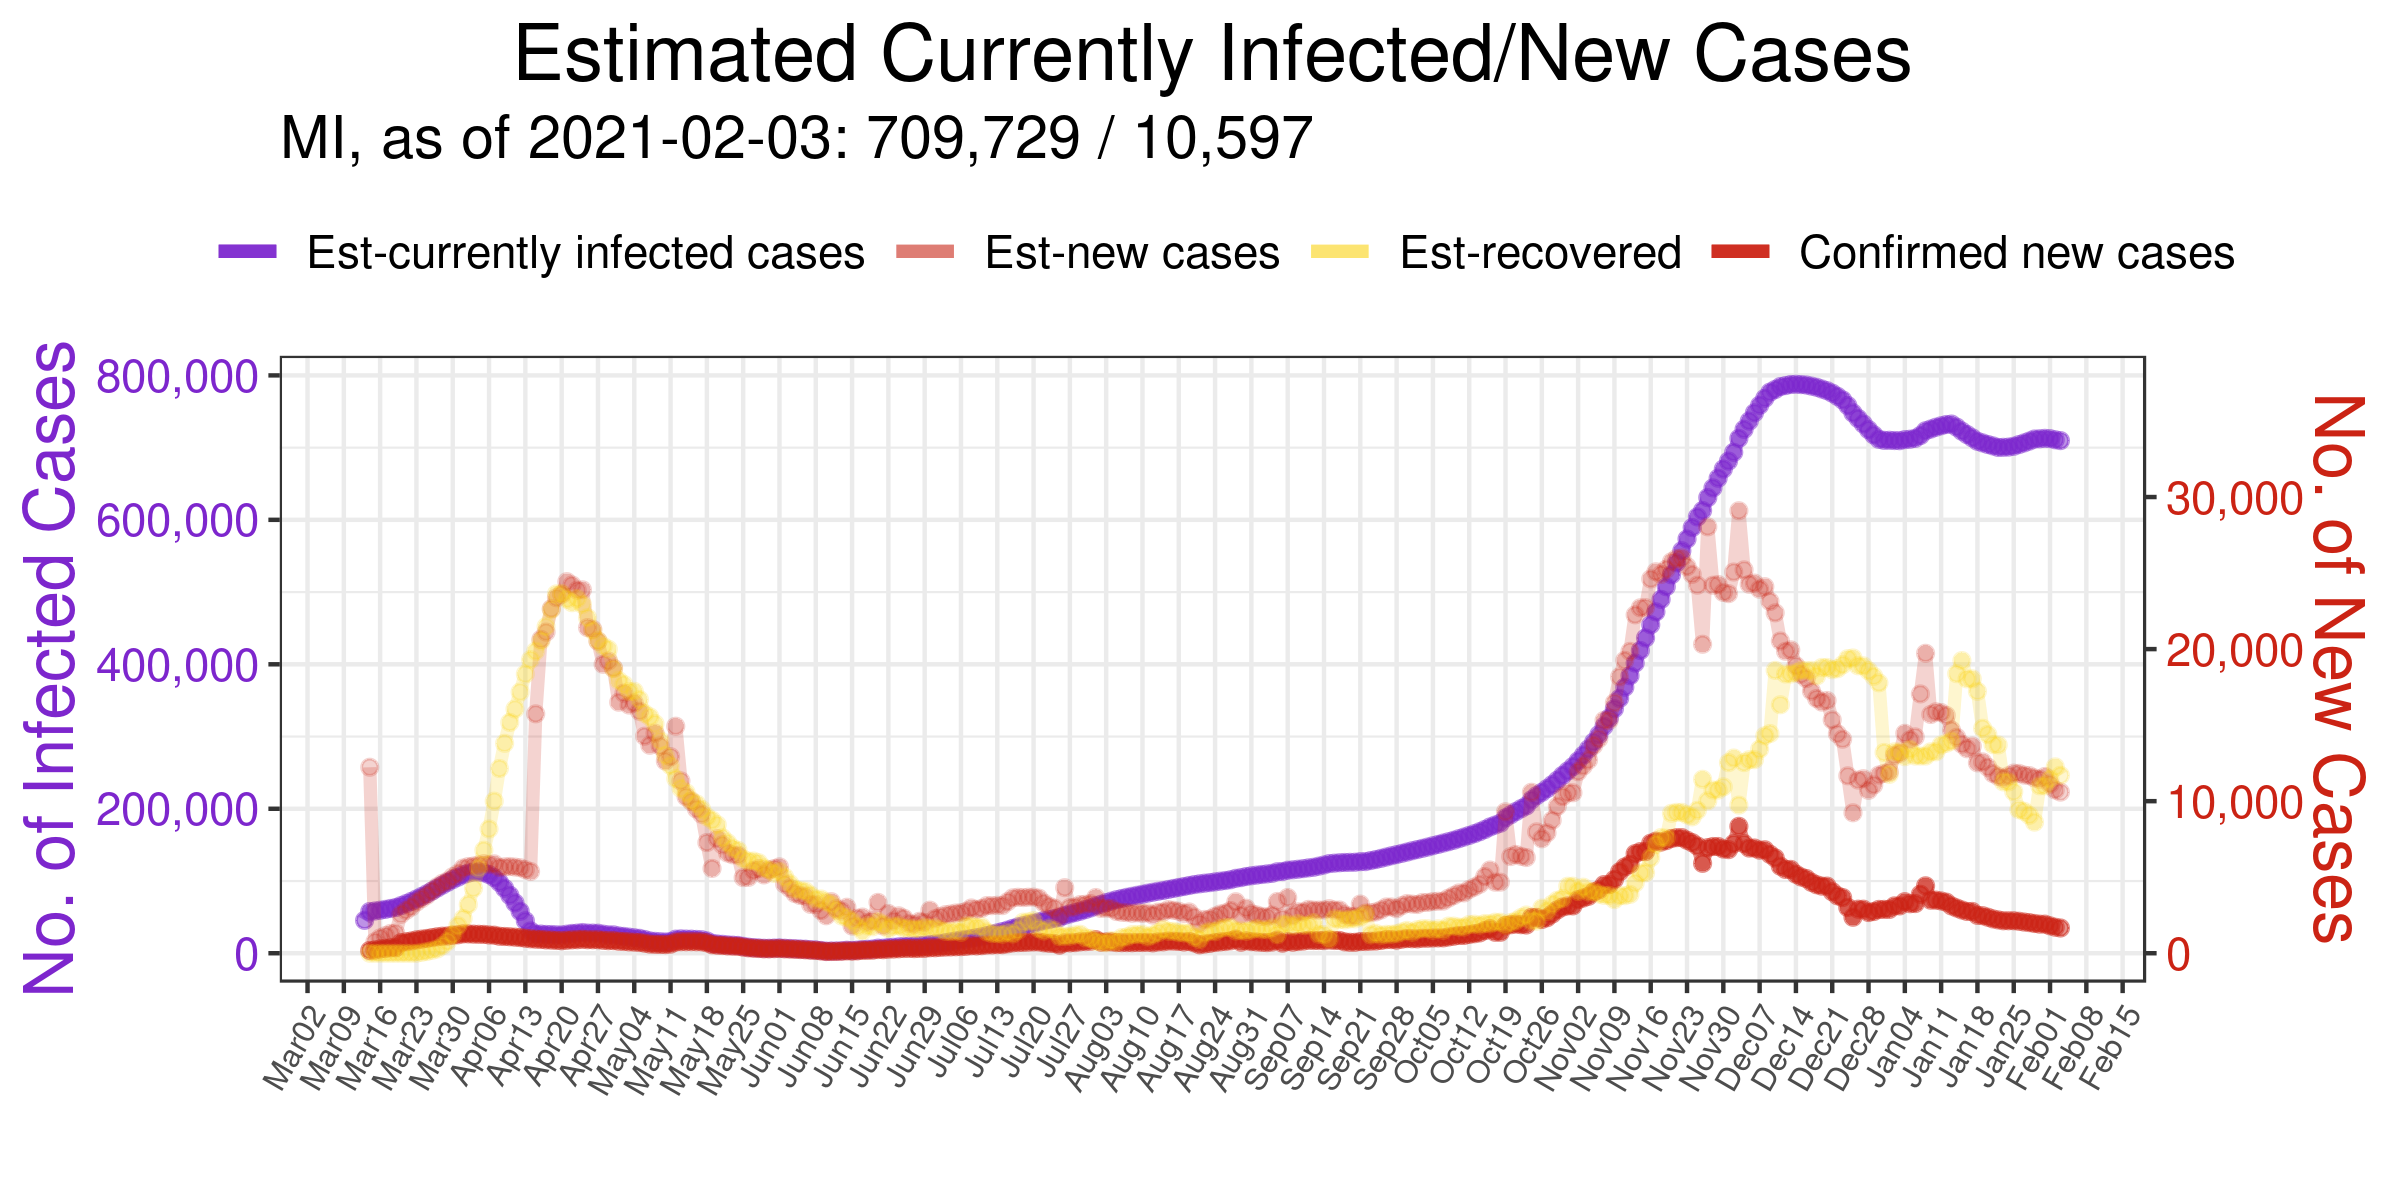 Estimated Currently Infected/New Cases
MI, as of 2021-02-03: 709,729 / 10,597
Est-currently infected cases Est-new cases Est-recovered Confirmed new cases
No. of Infected Cases
800,000
600,000
400,000
200,000
0
30,000
20,000
10,000
0
No. of New Cases
Mar02 Mar09 Mar16 Mar23 Mar30 Apr06 Apr13 Apr20 Apr27 May04 May11 May18 May25 Jun01 Jun08 Jun15 Jun22 Jun29 Jul06 Jul13 Jul20 Jul27 Aug03 Aug10 Aug17 Aug24 Aug31 Sep07 Sep14 Sep21 Sep28 Oct05 Oct12 Oct19 Oct26 Nov02 Nov09 Nov16 Nov23 Nov30 Dec07 Dec14 Dec21 Dec28 Jan04 Jan11 Jan18 Jan25 Feb01 Feb08 Feb15